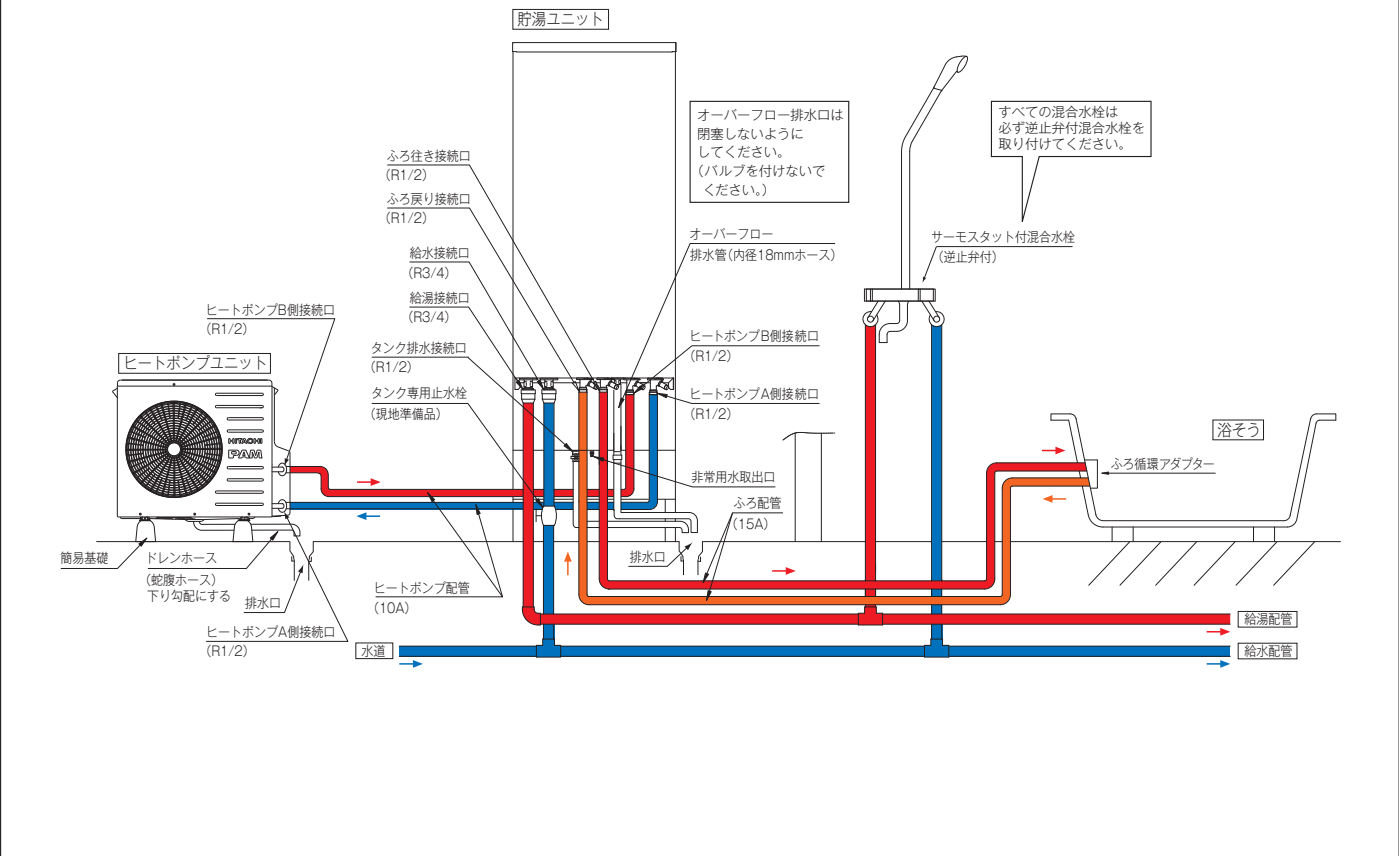 貯湯ユニット
オーバーフロー排水口は
閉塞しないように
してください。
(バルブを付けないで
ください。)
すべての混合水栓は
必ず逆止弁付混合水栓を
取り付けてください。
ふろ往き接続口
(R1/2)
ふろ戻り接続口
(R1/2)
給水接続口
(R3/4)
給湯接続口
(R3/4)
オーバーフロー
排水管(内径18mmホース)
サーモスタット付混合水栓
(逆止弁付)
ヒートポンプB側接続口
(R1/2)
タンク排水接続口
(R1/2)
タンク専用止水栓
(現地準備品)
ヒートポンプB側接続口
(R1/2)
ヒートポンプA側接続口
(R1/2)
ヒートポンプユニット
HITACHI
PAM
浴そう
ふろ循環アダプター
非常用水取出口
ふろ配管
(15A)
簡易基礎
ドレンホース
(蛇腹ホース)
下り勾配にする
排水口
排水口
ヒートポンプ配管
(10A)
ヒートポンプA側接続口
(R1/2)
水道
給湯配管
給水配管